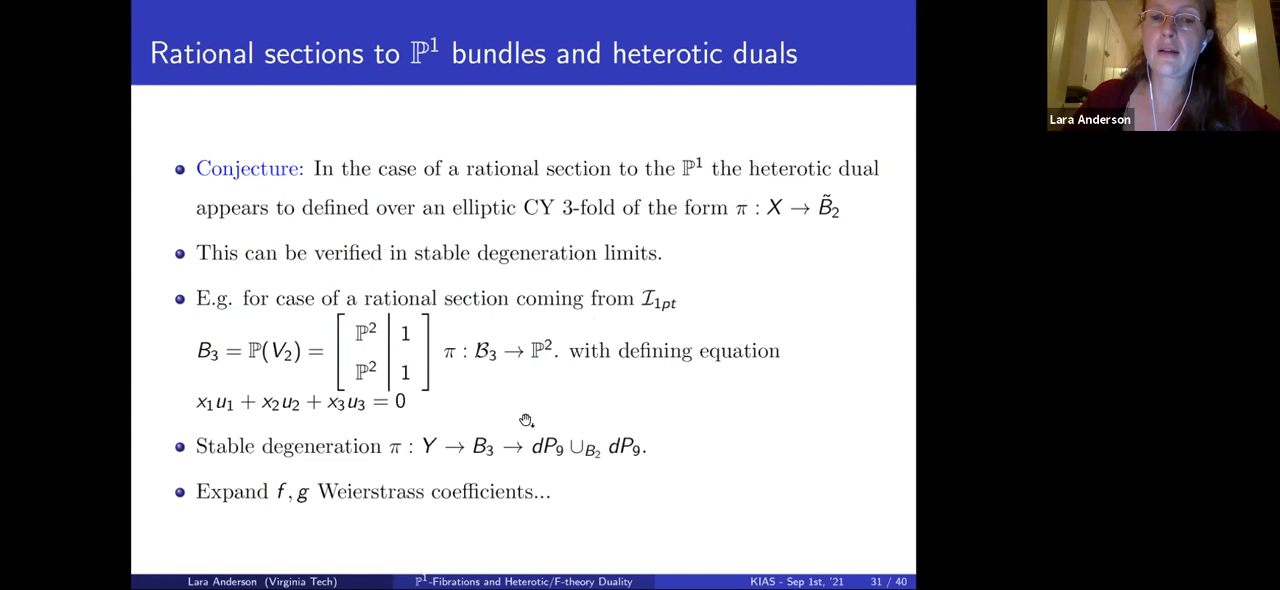 Rational sections to ℙ¹ bundles and heterotic duals
Conjecture: In the case of a rational section to the ℙ¹ the heterotic dual
appears to defined over an elliptic CY 3-fold of the form π : X → B̃₂
This can be verified in stable degeneration limits.
E.g. for case of a rational section coming from ℐ₁ₚₜ
B₃ = ℙ(V₂) = [ ℙ² | 1 ; ℙ² | 1 ] π : ℬ₃ → ℙ². with defining equation
x₁u₁ + x₂u₂ + x₃u₃ = 0
Stable degeneration π : Y → B₃ → dP₉ ∪_B₂ dP₉.
Expand f, g Weierstrass coefficients...
Lara Anderson (Virginia Tech) ℙ¹-Fibrations and Heterotic/F-theory Duality KIAS - Sep 1st, '21 31 / 40
Lara Anderson